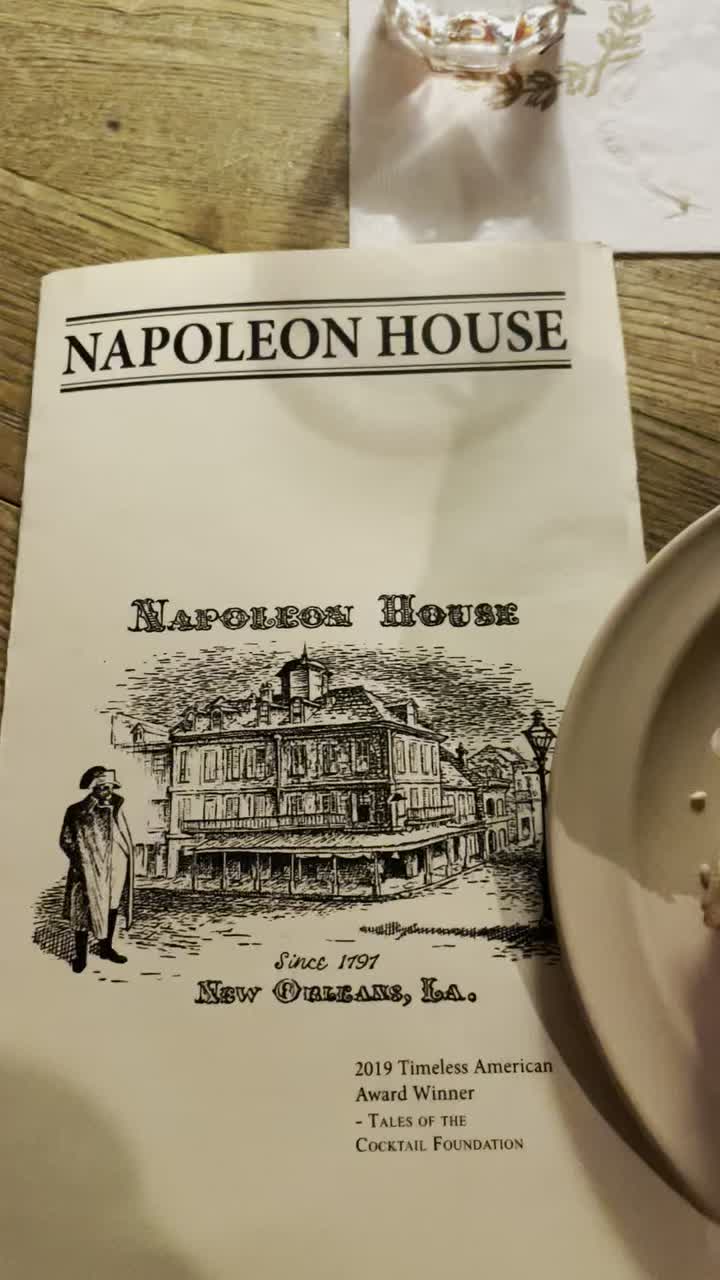 NAPOLEON HOUSE
NAPOLEON HOUSE
Since 1797
NEW ORLEANS, LA.
2019 Timeless American
Award Winner
- TALES OF THE
COCKTAIL FOUNDATION